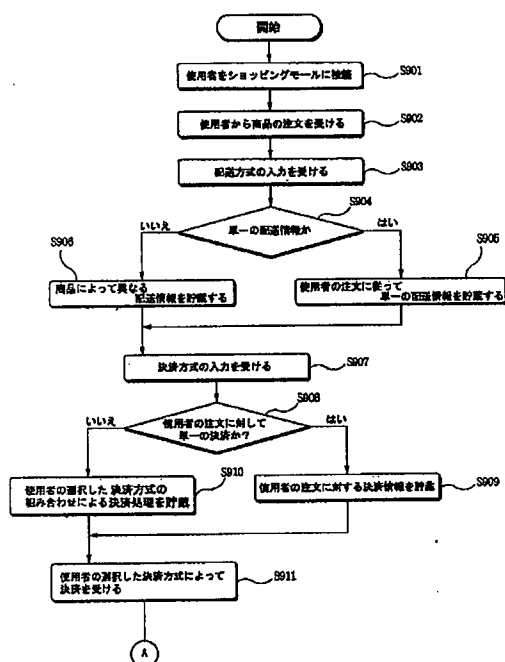 開始
使用者をショッピングモールに接続
S901
使用者から商品の注文を受ける
S902
配送方式の入力を受ける
S903
単一の配送情報か
S904
いいえ
はい
S906
商品によって異なる
配送情報を貯蔵する
S905
使用者の注文に従って
単一の配送情報を貯蔵する
決済方式の入力を受ける
S907
使用者の注文に対して
単一の決済か?
S908
いいえ
はい
使用者の選択した決済方式の
組み合わせによる決済処理を貯蔵
S910
使用者の注文に対する決済情報を貯蔵
S909
使用者の選択した決済方式によって
決済を受ける
S911
A